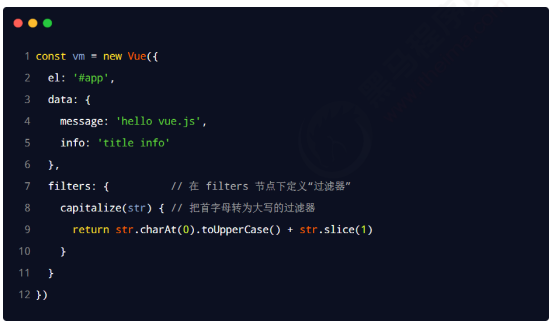 1 const vm = new Vue({
2 el: '#app',
3 data: {
4 message: 'hello vue.js',
5 info: 'title info'
6 },
7 filters: { // 在 filters 节点下定义“过滤器”
8 capitalize(str) { // 把首字母转为大写的过滤器
9 return str.charAt(0).toUpperCase() + str.slice(1)
10 }
11 }
12 })